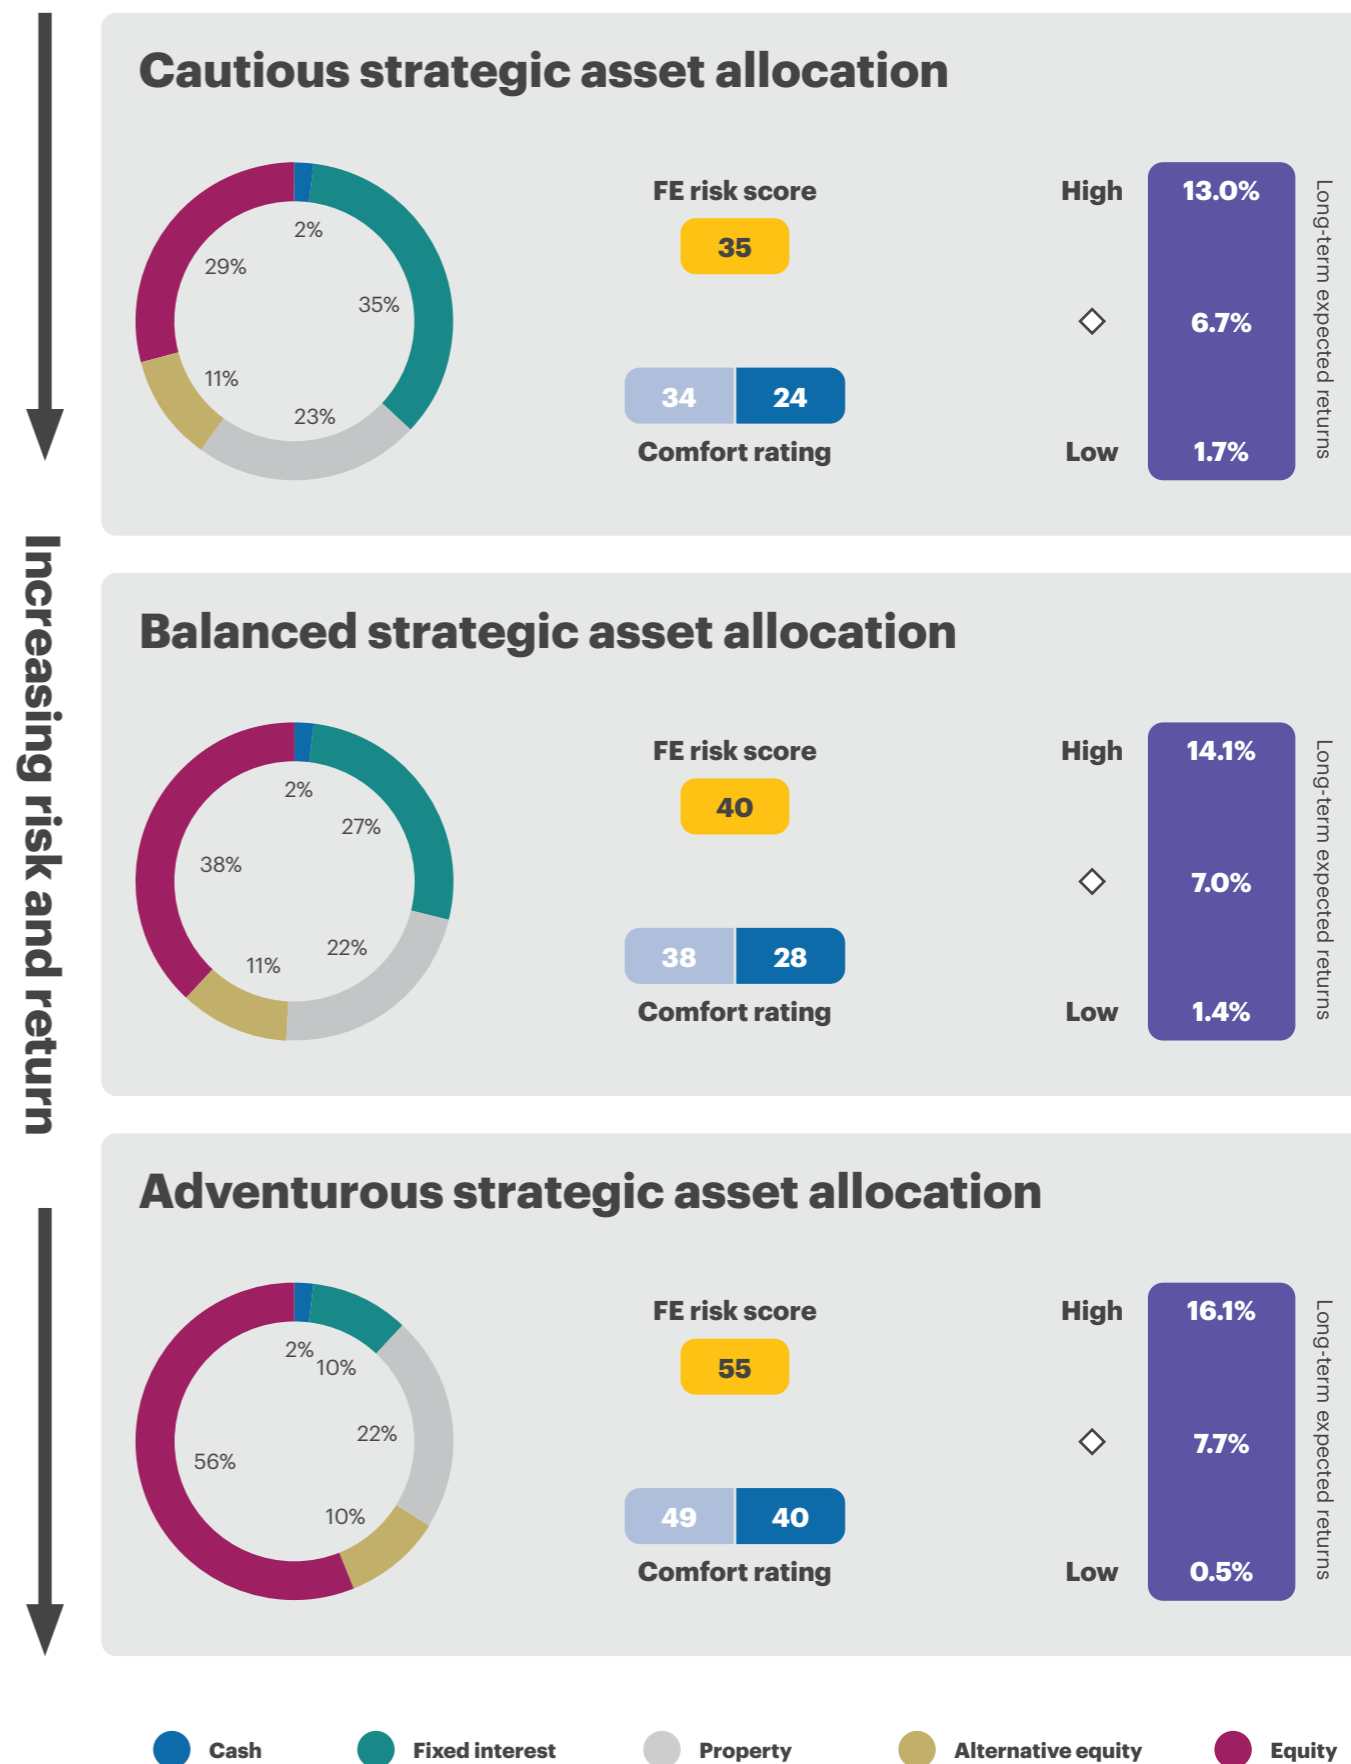 Increasing risk and return
Cautious strategic asset allocation
2%
29%
35%
11%
23%
FE risk score
35
34 24
Comfort rating
High 13.0%
6.7%
Low 1.7%
Long-term expected returns
Balanced strategic asset allocation
2%
27%
38%
22%
11%
FE risk score
40
38 28
Comfort rating
High 14.1%
7.0%
Low 1.4%
Long-term expected returns
Adventurous strategic asset allocation
2%
10%
22%
56%
10%
FE risk score
55
49 40
Comfort rating
High 16.1%
7.7%
Low 0.5%
Long-term expected returns
Cash Fixed interest Property Alternative equity Equity